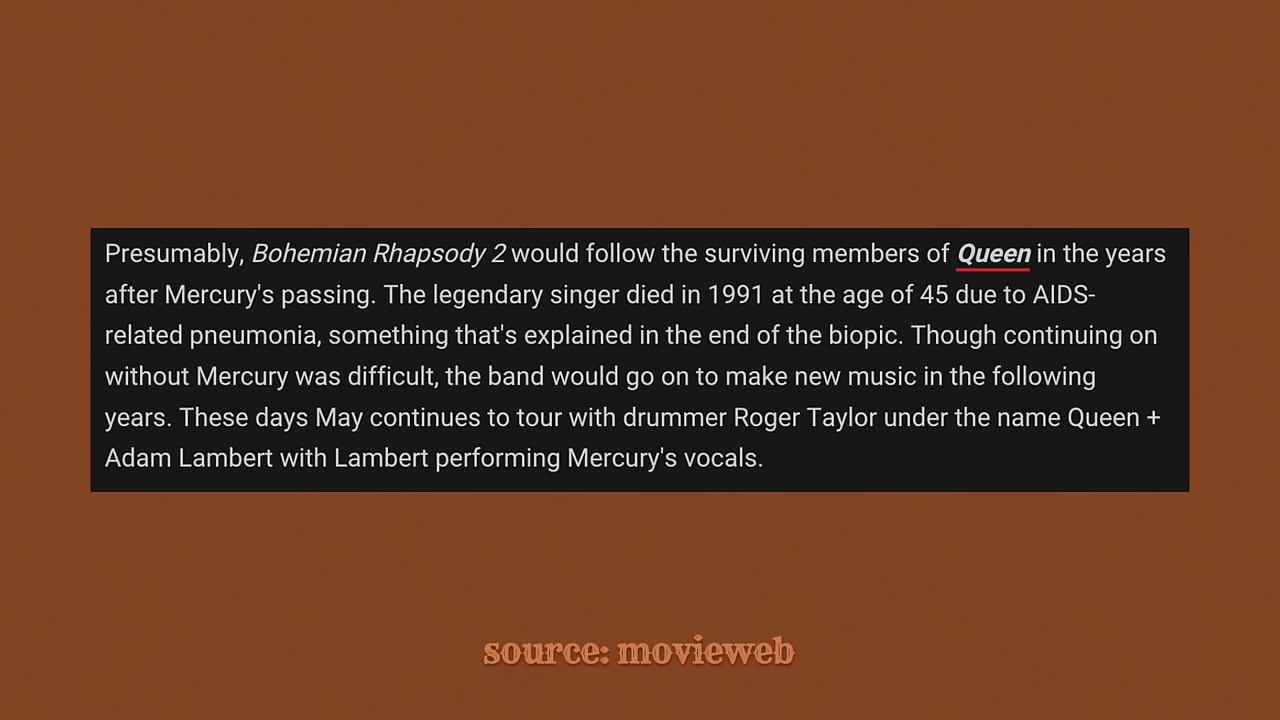 Presumably, Bohemian Rhapsody 2 would follow the surviving members of Queen in the years
after Mercury's passing. The legendary singer died in 1991 at the age of 45 due to AIDS-
related pneumonia, something that's explained in the end of the biopic. Though continuing on
without Mercury was difficult, the band would go on to make new music in the following
years. These days May continues to tour with drummer Roger Taylor under the name Queen +
Adam Lambert with Lambert performing Mercury's vocals.
source: movieweb